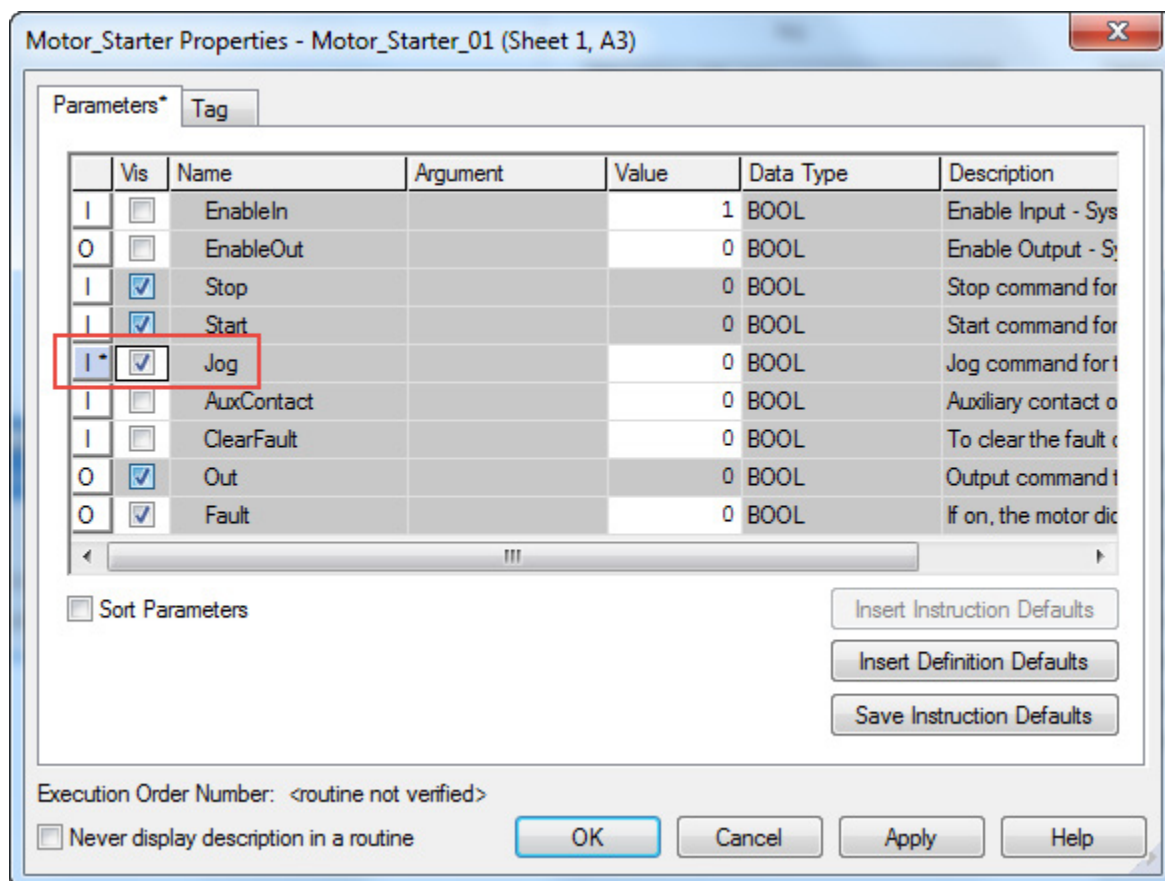 Motor_Starter Properties - Motor_Starter_01 (Sheet 1, A3)
Parameters* Tag
Vis Name Argument Value Data Type Description
I EnableIn 1 BOOL Enable Input - Sys
O EnableOut 0 BOOL Enable Output - Sy
I Stop 0 BOOL Stop command for
I Start 0 BOOL Start command for
I* Jog 0 BOOL Jog command for t
I AuxContact 0 BOOL Auxiliary contact o
I ClearFault 0 BOOL To clear the fault c
O Out 0 BOOL Output command t
O Fault 0 BOOL If on, the motor did
Sort Parameters
Insert Instruction Defaults
Insert Definition Defaults
Save Instruction Defaults
Execution Order Number: <routine not verified>
Never display description in a routine
OK Cancel Apply Help